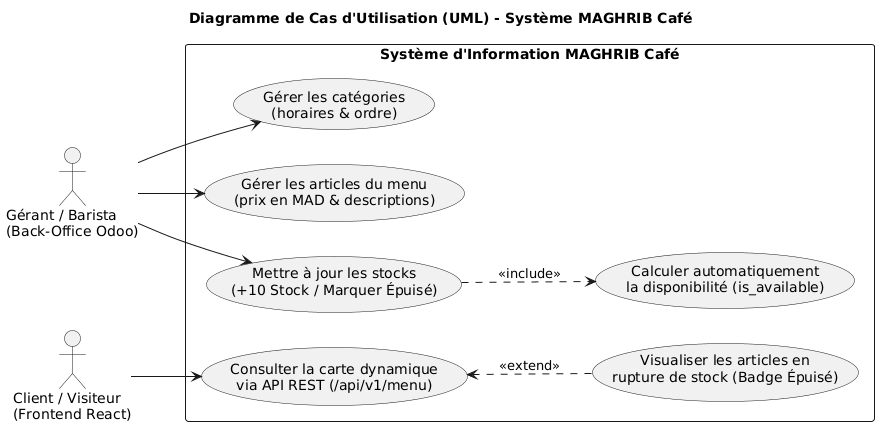 Diagramme de Cas d'Utilisation (UML) - Système MAGHRIB Café
Système d'Information MAGHRIB Café
Gérer les catégories
(horaires & ordre)
Gérant / Barista
(Back-Office Odoo)
Gérer les articles du menu
(prix en MAD & descriptions)
Mettre à jour les stocks
(+10 Stock / Marquer Épuisé)
«include»
Calculer automatiquement
la disponibilité (is_available)
Client / Visiteur
(Frontend React)
Consulter la carte dynamique
via API REST (/api/v1/menu)
«extend»
Visualiser les articles en
rupture de stock (Badge Épuisé)